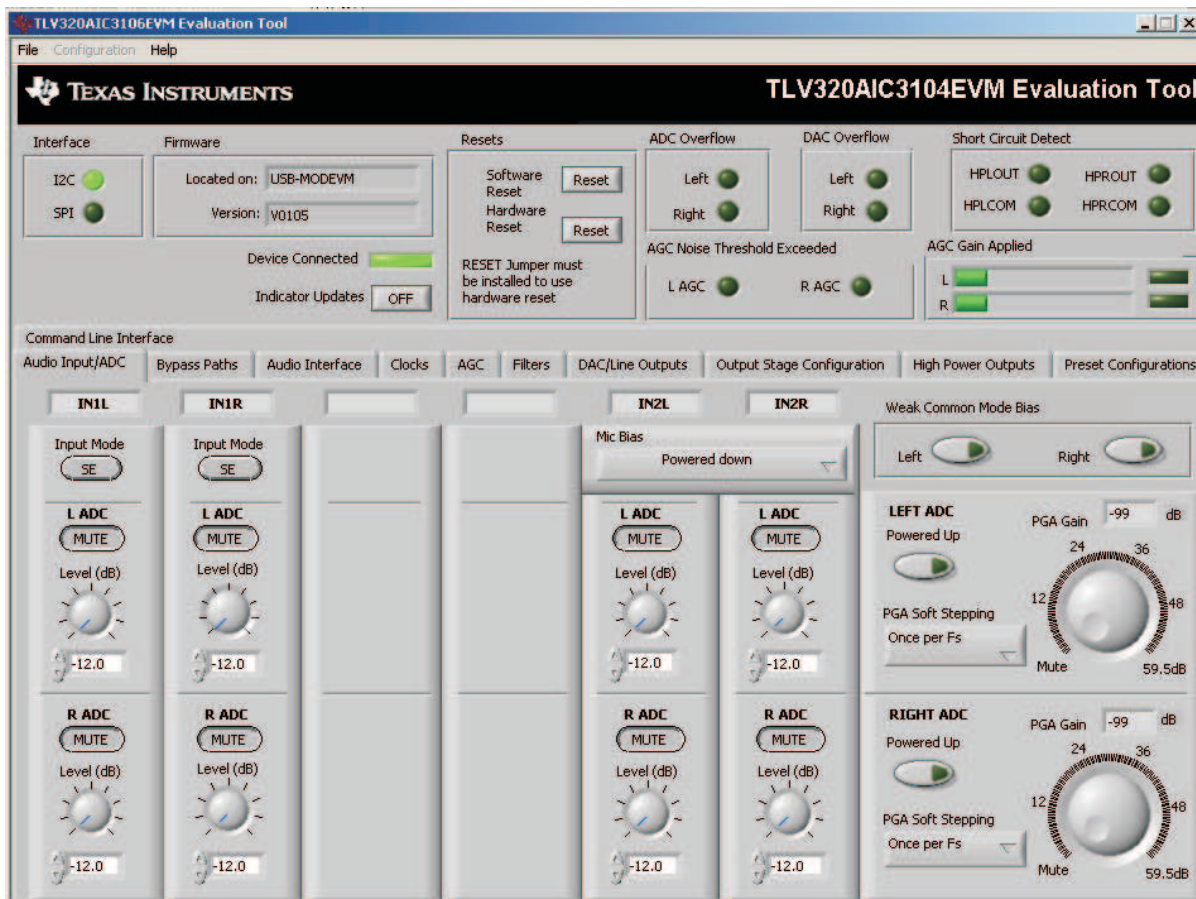 TLV320AIC3106EVM Evaluation Tool
File Configuration Help
TEXAS INSTRUMENTS
TLV320AIC3104EVM Evaluation Tool
Interface
I2C
SPI
Firmware
Located on: USB-MODEVM
Version: V0105
Device Connected
Indicator Updates OFF
Resets
Software Reset Reset
Hardware Reset Reset
RESET Jumper must
be installed to use
hardware reset
ADC Overflow
Left
Right
DAC Overflow
Left
Right
Short Circuit Detect
HPLOUT HPROUT
HPLCOM HPRCOM
AGC Noise Threshold Exceeded
L AGC R AGC
AGC Gain Applied
L
R
Command Line Interface
Audio Input/ADC Bypass Paths Audio Interface Clocks AGC Filters DAC/Line Outputs Output Stage Configuration High Power Outputs Preset Configurations
IN1L IN1R IN2L IN2R
Input Mode Input Mode
SE SE
Mic Bias
Powered down
Weak Common Mode Bias
Left Right
L ADC L ADC L ADC L ADC
MUTE MUTE MUTE MUTE
Level (dB) Level (dB) Level (dB) Level (dB)
-12.0 -12.0 -12.0 -12.0
LEFT ADC
Powered Up
PGA Soft Stepping
Once per Fs
PGA Gain -99 dB
24 36
12 48
Mute 59.5dB
R ADC R ADC R ADC R ADC
MUTE MUTE MUTE MUTE
Level (dB) Level (dB) Level (dB) Level (dB)
-12.0 -12.0 -12.0 -12.0
RIGHT ADC
Powered Up
PGA Soft Stepping
Once per Fs
PGA Gain -99 dB
24 36
12 48
Mute 59.5dB